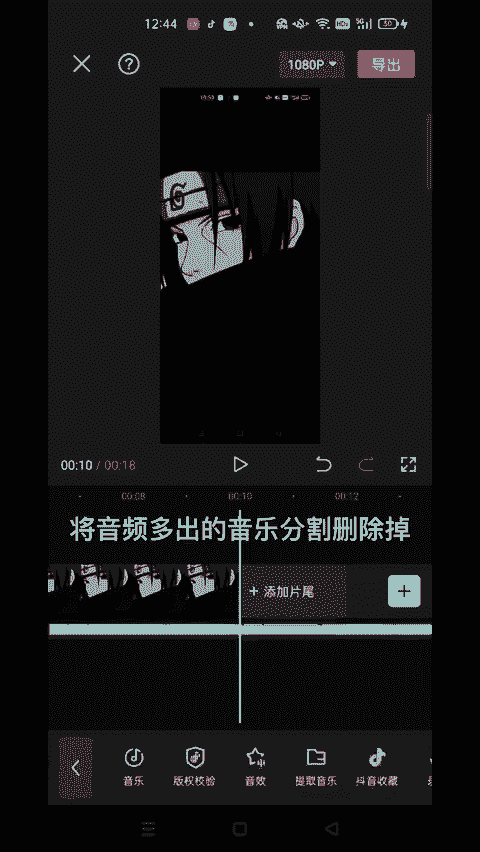 12:44
30
1080P
导出
00:10 / 00:18
00:08
00:10
00:12
将音频多出的音乐分割删除掉
+ 添加片尾
+
音乐
版权校验
音效
提取音乐
抖音收藏